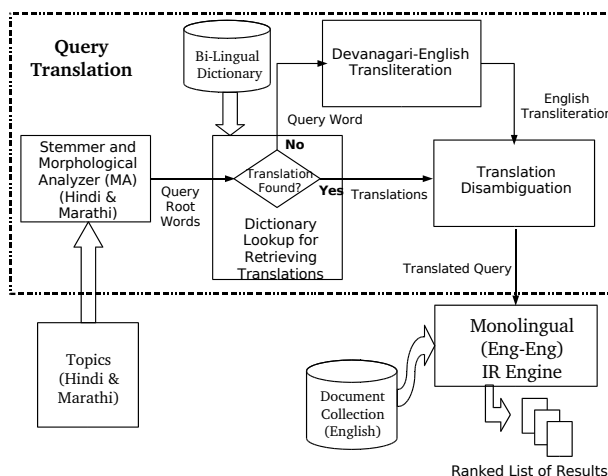 Query
Translation
Bi-Lingual
Dictionary
Devanagari-English
Transliteration
Query Word
English
Transliteration
No
Stemmer and
Morphological
Analyzer (MA)
(Hindi &
Marathi)
Query
Root
Words
Translation
Found?
Yes
Translations
Dictionary
Lookup for
Retrieving
Translations
Translation
Disambiguation
Translated Query
Topics
(Hindi &
Marathi)
Document
Collection
(English)
Monolingual
(Eng-Eng)
IR Engine
Ranked List of Results